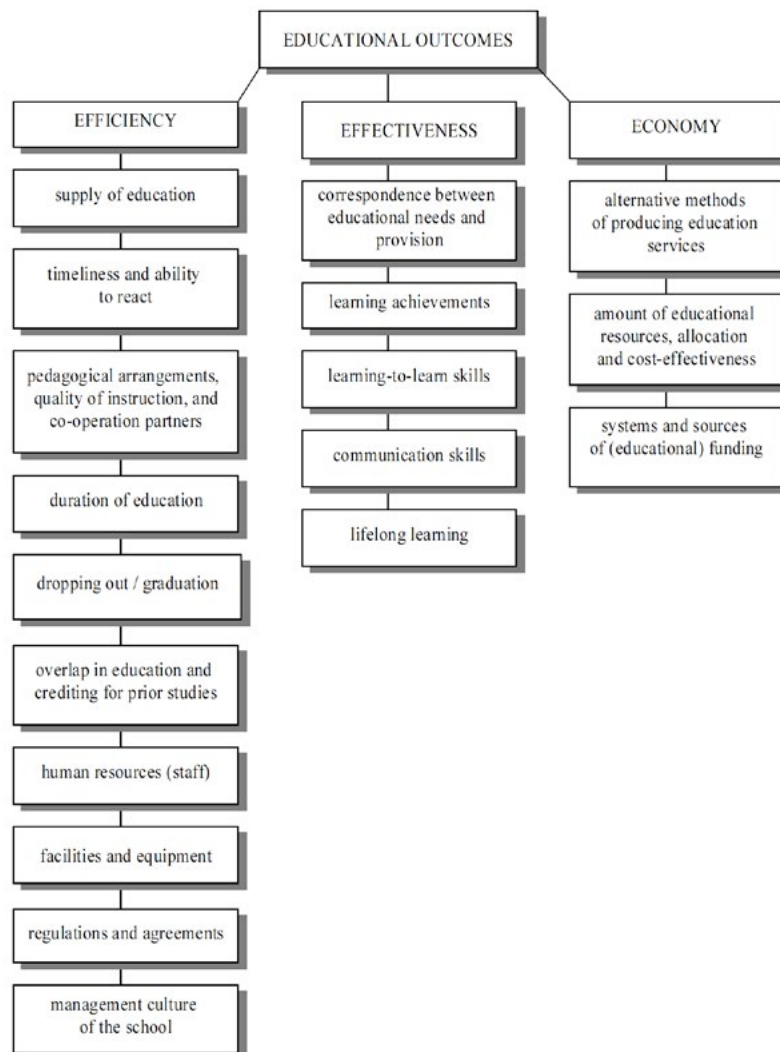 EDUCATIONAL OUTCOMES
EFFICIENCY
supply of education
timeliness and ability
to react
pedagogical arrangements,
quality of instruction, and
co-operation partners
duration of education
dropping out / graduation
overlap in education and
crediting for prior studies
human resources (staff)
facilities and equipment
regulations and agreements
management culture
of the school
EFFECTIVENESS
correspondence between
educational needs and
provision
learning achievements
learning-to-learn skills
communication skills
lifelong learning
ECONOMY
alternative methods
of producing education
services
amount of educational
resources, allocation
and cost-effectiveness
systems and sources
of (educational) funding